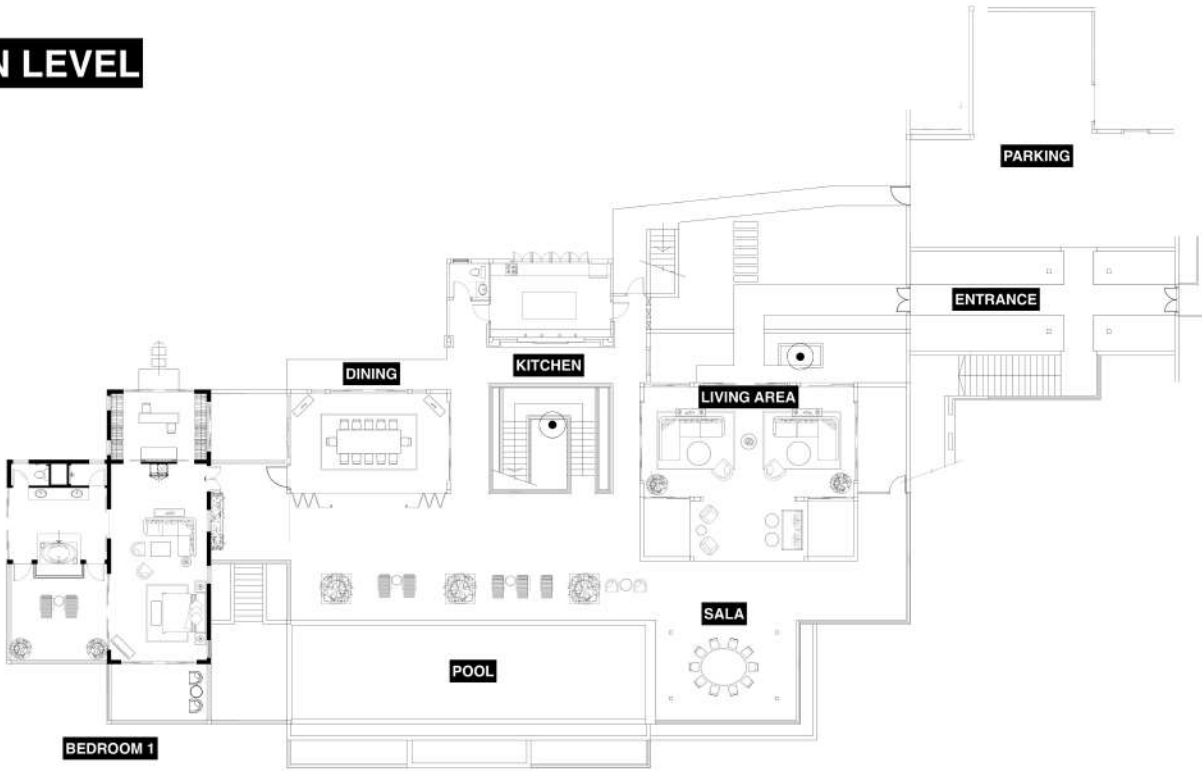 N LEVEL
PARKING
ENTRANCE
KITCHEN
DINING
LIVING AREA
SALA
POOL
BEDROOM 1